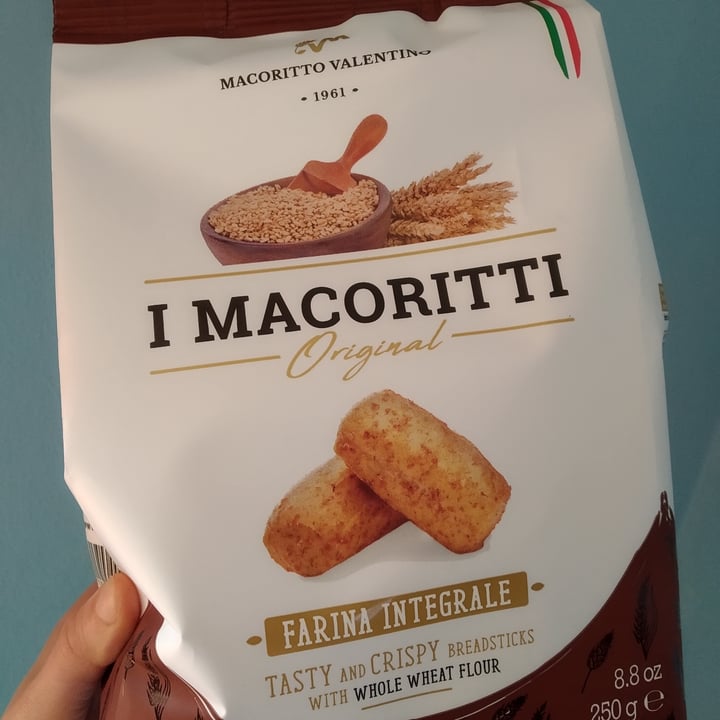 MACORITTO VALENTINO
• 1961 •
I MACORITTI
Original
FARINA INTEGRALE
TASTY AND CRISPY BREADSTICKS
WITH WHOLE WHEAT FLOUR
8.8 oz
250 g ℮